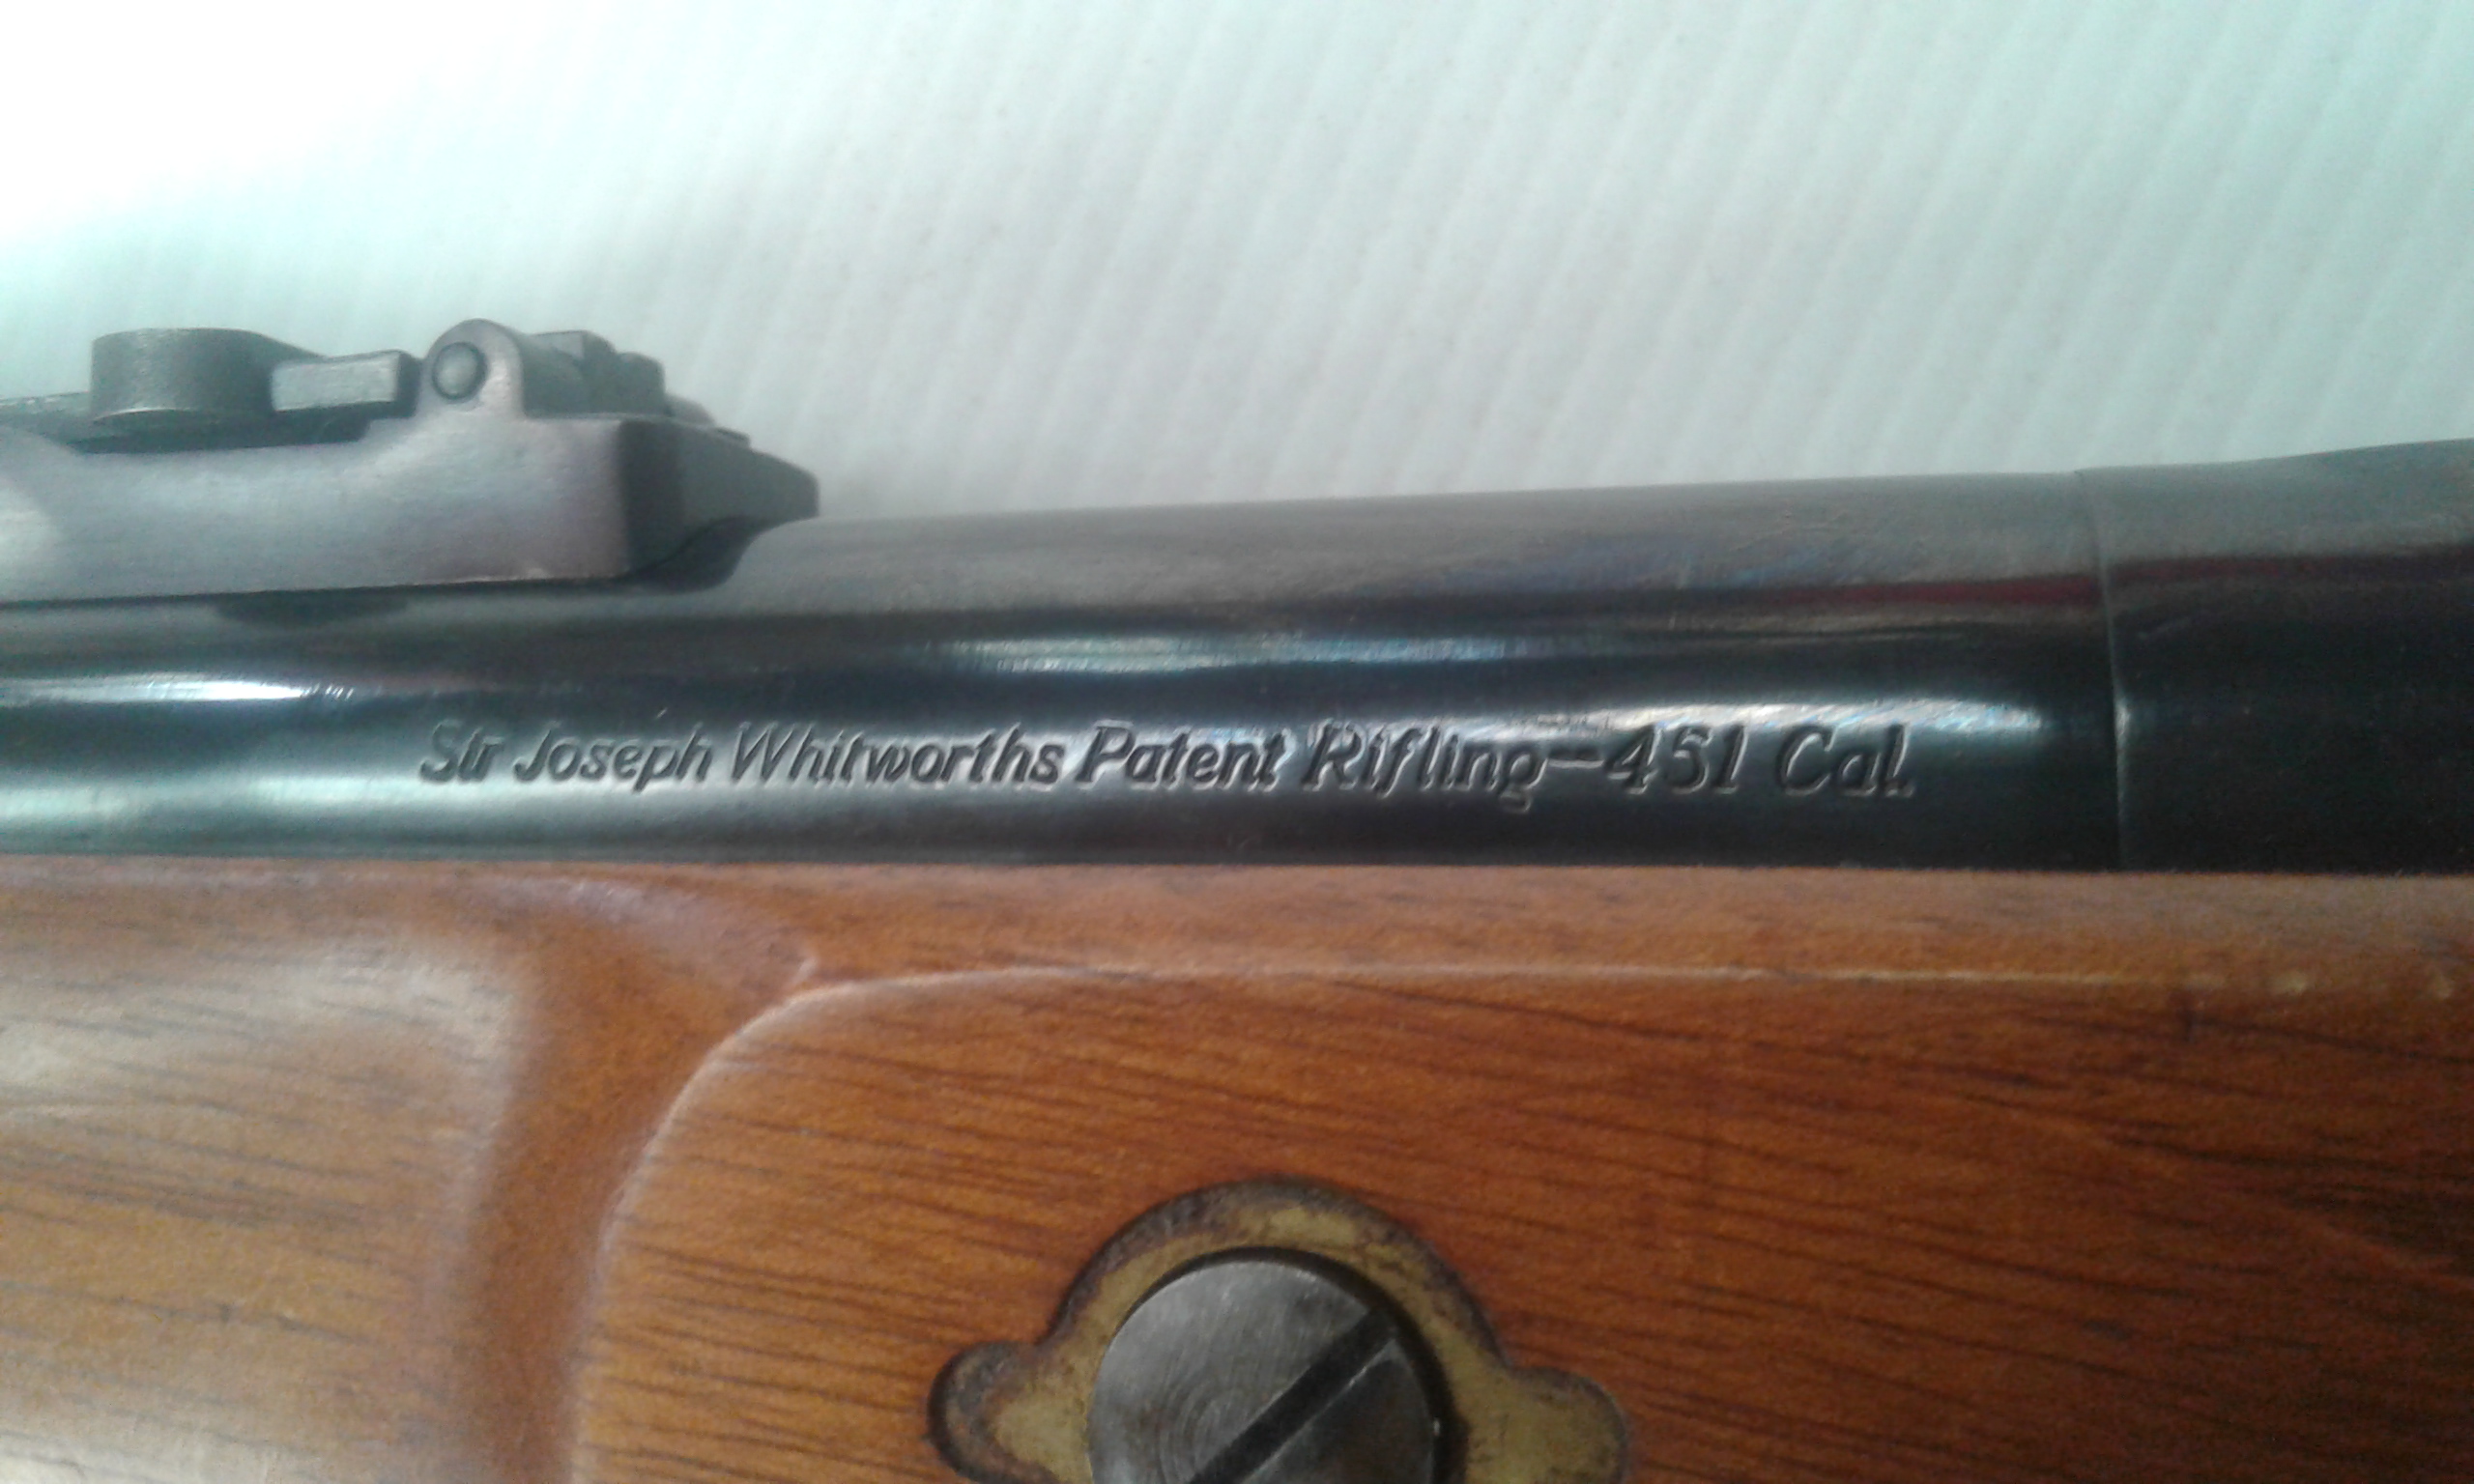 Sir Joseph Whitworths Patent Rifling-451 Cal.